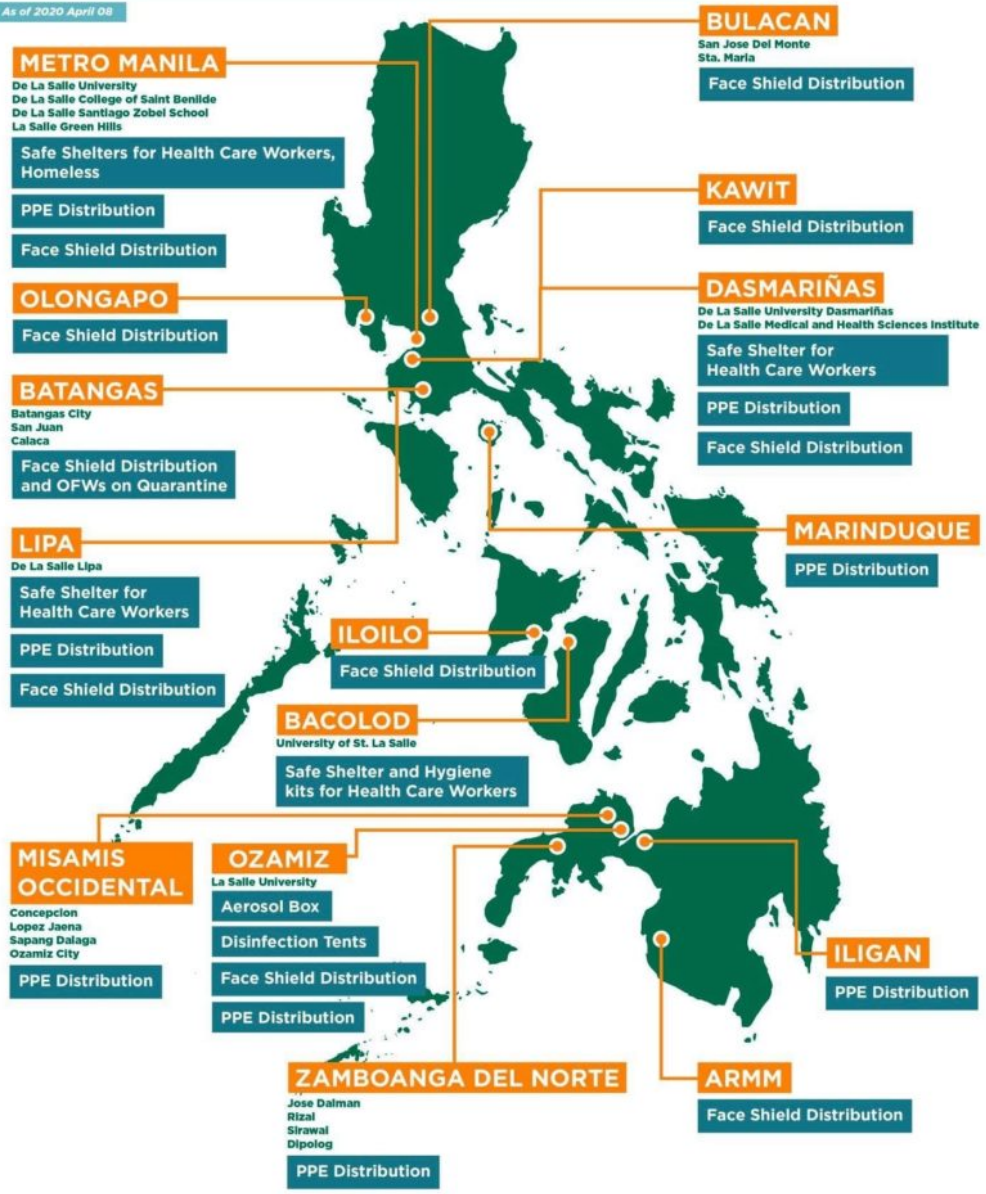 As of 2020 April 08
METRO MANILA
De La Salle University
De La Salle College of Saint Benilde
De La Salle Santiago Zobel School
La Salle Green Hills
Safe Shelters for Health Care Workers,
Homeless
PPE Distribution
Face Shield Distribution
OLONGAPO
Face Shield Distribution
BATANGAS
Batangas City
San Juan
Calaca
Face Shield Distribution
and OFWs on Quarantine
LIPA
De La Salle Lipa
Safe Shelter for
Health Care Workers
PPE Distribution
Face Shield Distribution
BULACAN
San Jose Del Monte
Sta. Maria
Face Shield Distribution
KAWIT
Face Shield Distribution
DASMARIÑAS
De La Salle University Dasmariñas
De La Salle Medical and Health Sciences Institute
Safe Shelter for
Health Care Workers
PPE Distribution
Face Shield Distribution
MARINDUQUE
PPE Distribution
ILOILO
Face Shield Distribution
BACOLOD
University of St. La Salle
Safe Shelter and Hygiene
kits for Health Care Workers
MISAMIS
OCCIDENTAL
Concepcion
Lopez Jaena
Sapang Dalaga
Ozamiz City
PPE Distribution
OZAMIZ
La Salle University
Aerosol Box
Disinfection Tents
Face Shield Distribution
PPE Distribution
ILIGAN
PPE Distribution
ZAMBOANGA DEL NORTE
Jose Dalman
Rizal
Sirawai
Dipolog
PPE Distribution
ARMM
Face Shield Distribution